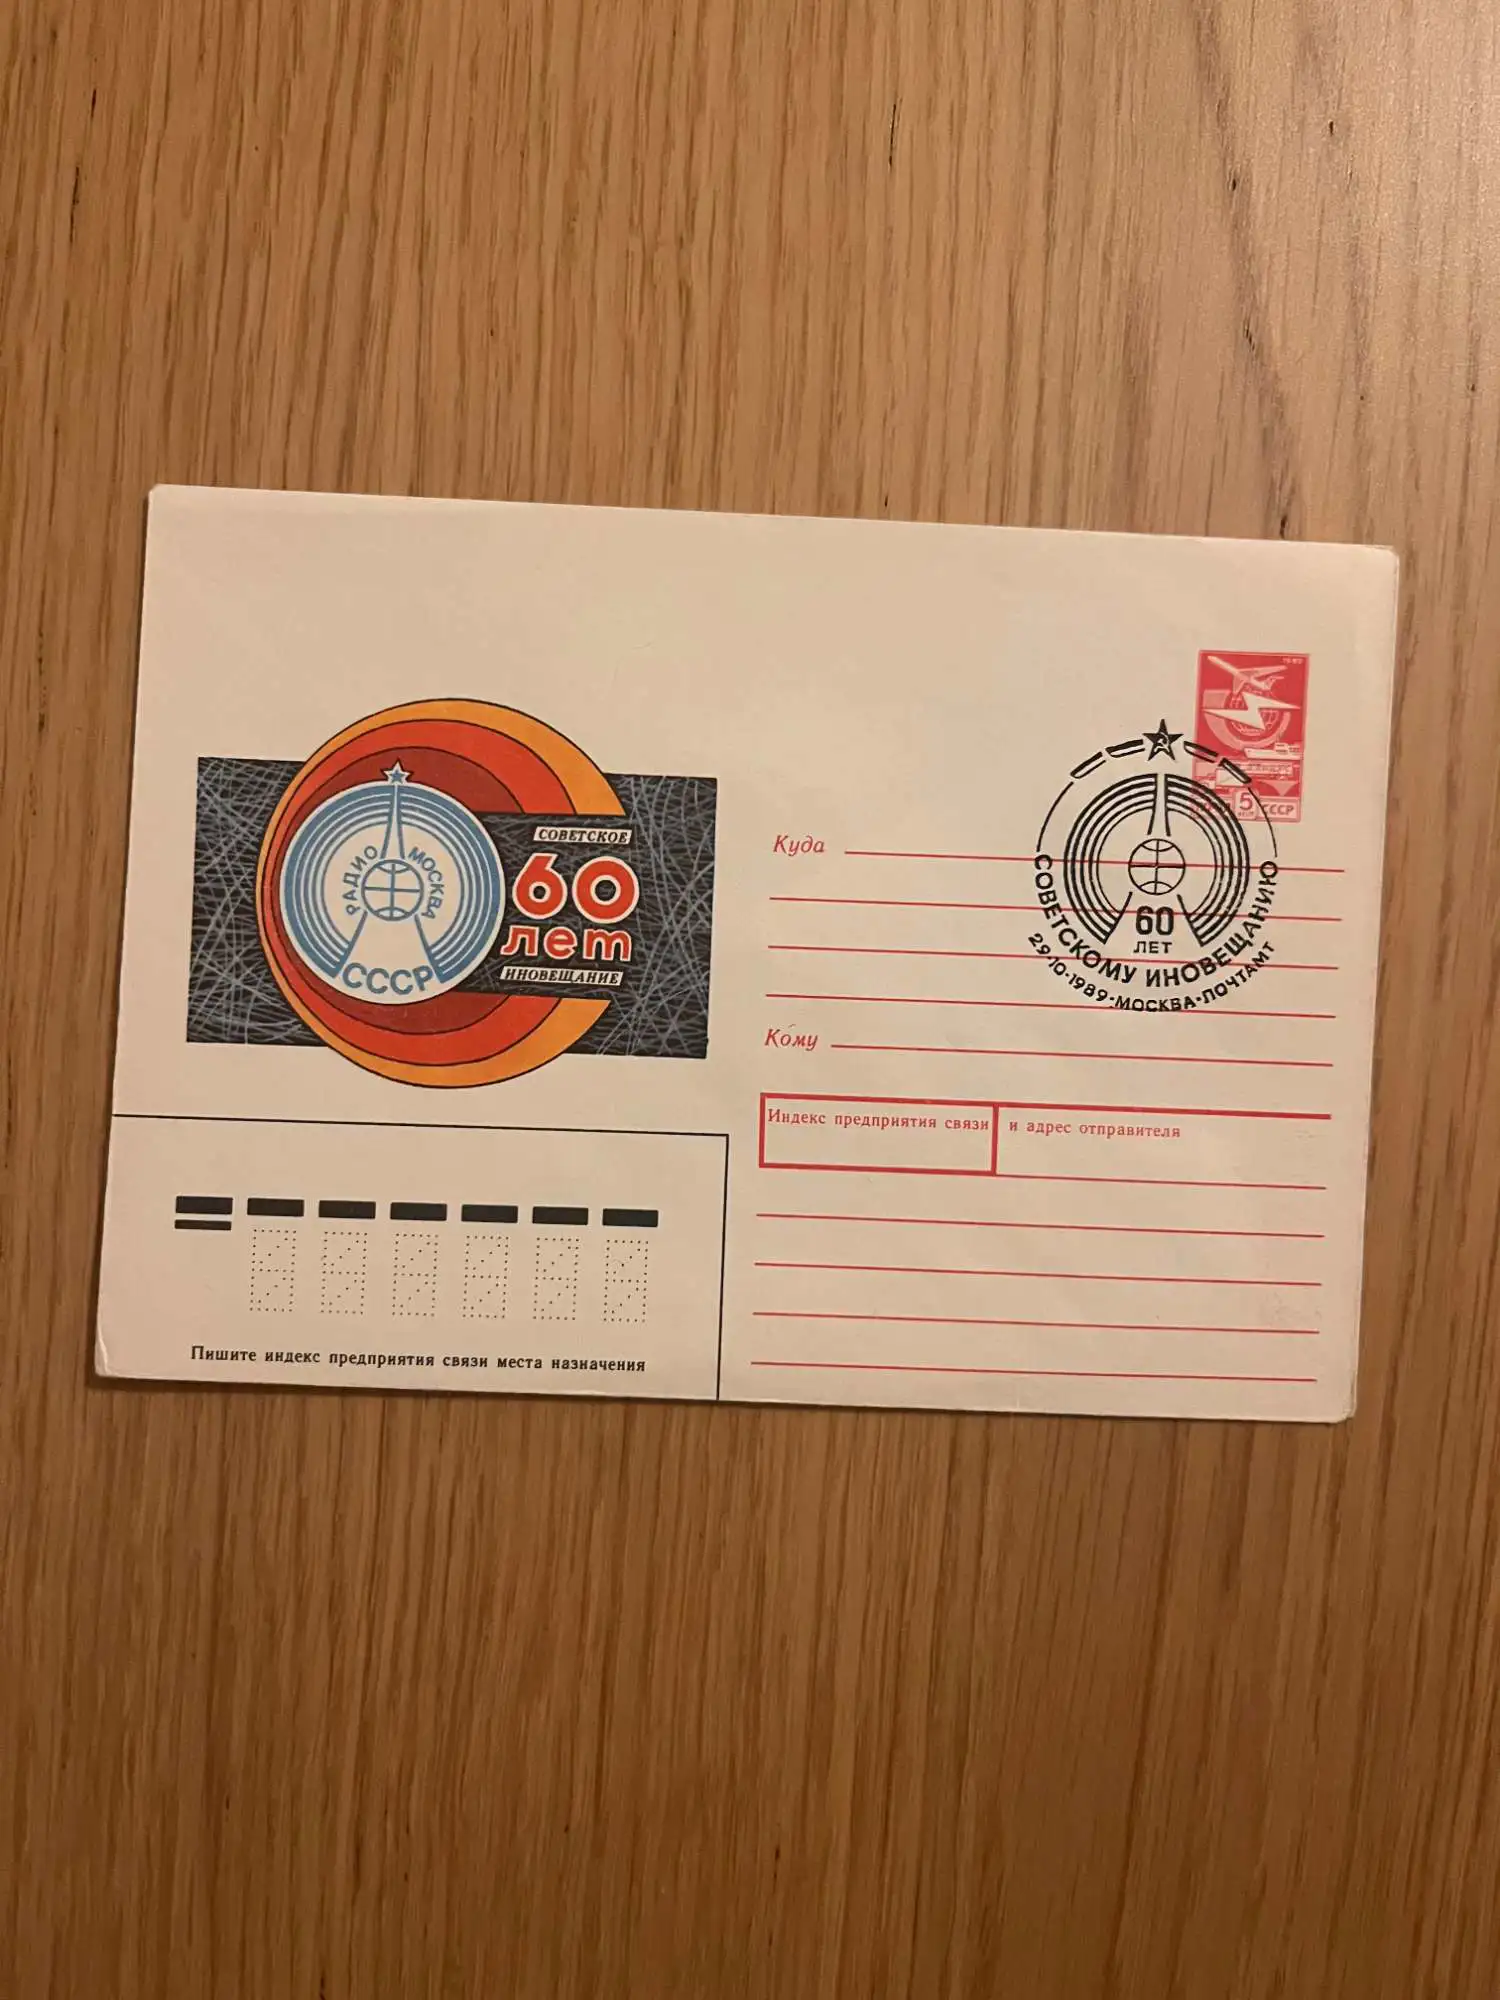 РАДИО МОСКВА
СССР
СОВЕТСКОЕ
60
лет
ИНОВЕЩАНИЕ
5
СССР
60
ЛЕТ
СОВЕТСКОМУ ИНОВЕЩАНИЮ
29·10·1989·МОСКВА·ПОЧТАМТ
Куда
Кому
Индекс предприятия связи и адрес отправителя
Пишите индекс предприятия связи места назначения